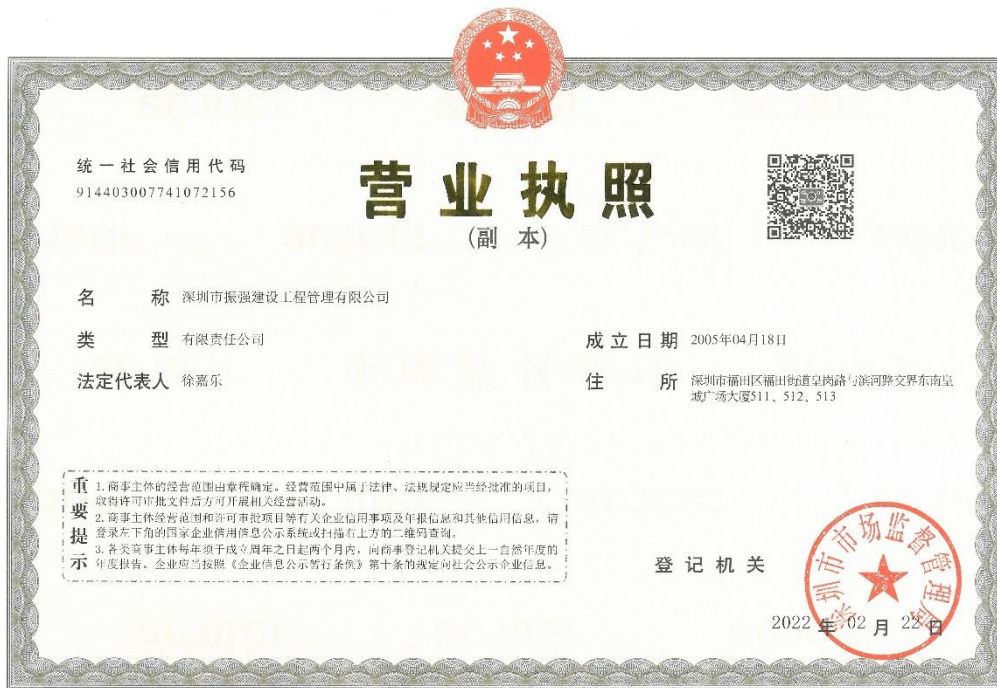 统一社会信用代码
914403007741072156
营业执照
(副 本)
名 称 深圳市振强建设工程管理有限公司
类 型 有限责任公司
成立日期 2005年04月18日
法定代表人 徐嘉乐
住 所 深圳市福田区福田街道皇岗路与滨河路交界东南皇
城广场大厦511、512、513
重要提示
1. 商事主体的经营范围由章程确定。经营范围中属于法律、法规规定应当经批准的项目,
取得许可审批文件后方可开展相关经营活动。
2. 商事主体经营范围和许可审批项目等有关企业信用事项及年报信息和其他信用信息,请
登录左下角的国家企业信用信息公示系统或扫描右上方的二维码查询。
3. 各类商事主体每年须于成立周年之日起两个月内,向商事登记机关提交上一自然年度的
年度报告。企业应当按照《企业信息公示暂行条例》第十条的规定向社会公示企业信息。
登记机关
深圳市市场监督管理局
2022 年 02 月 22 日